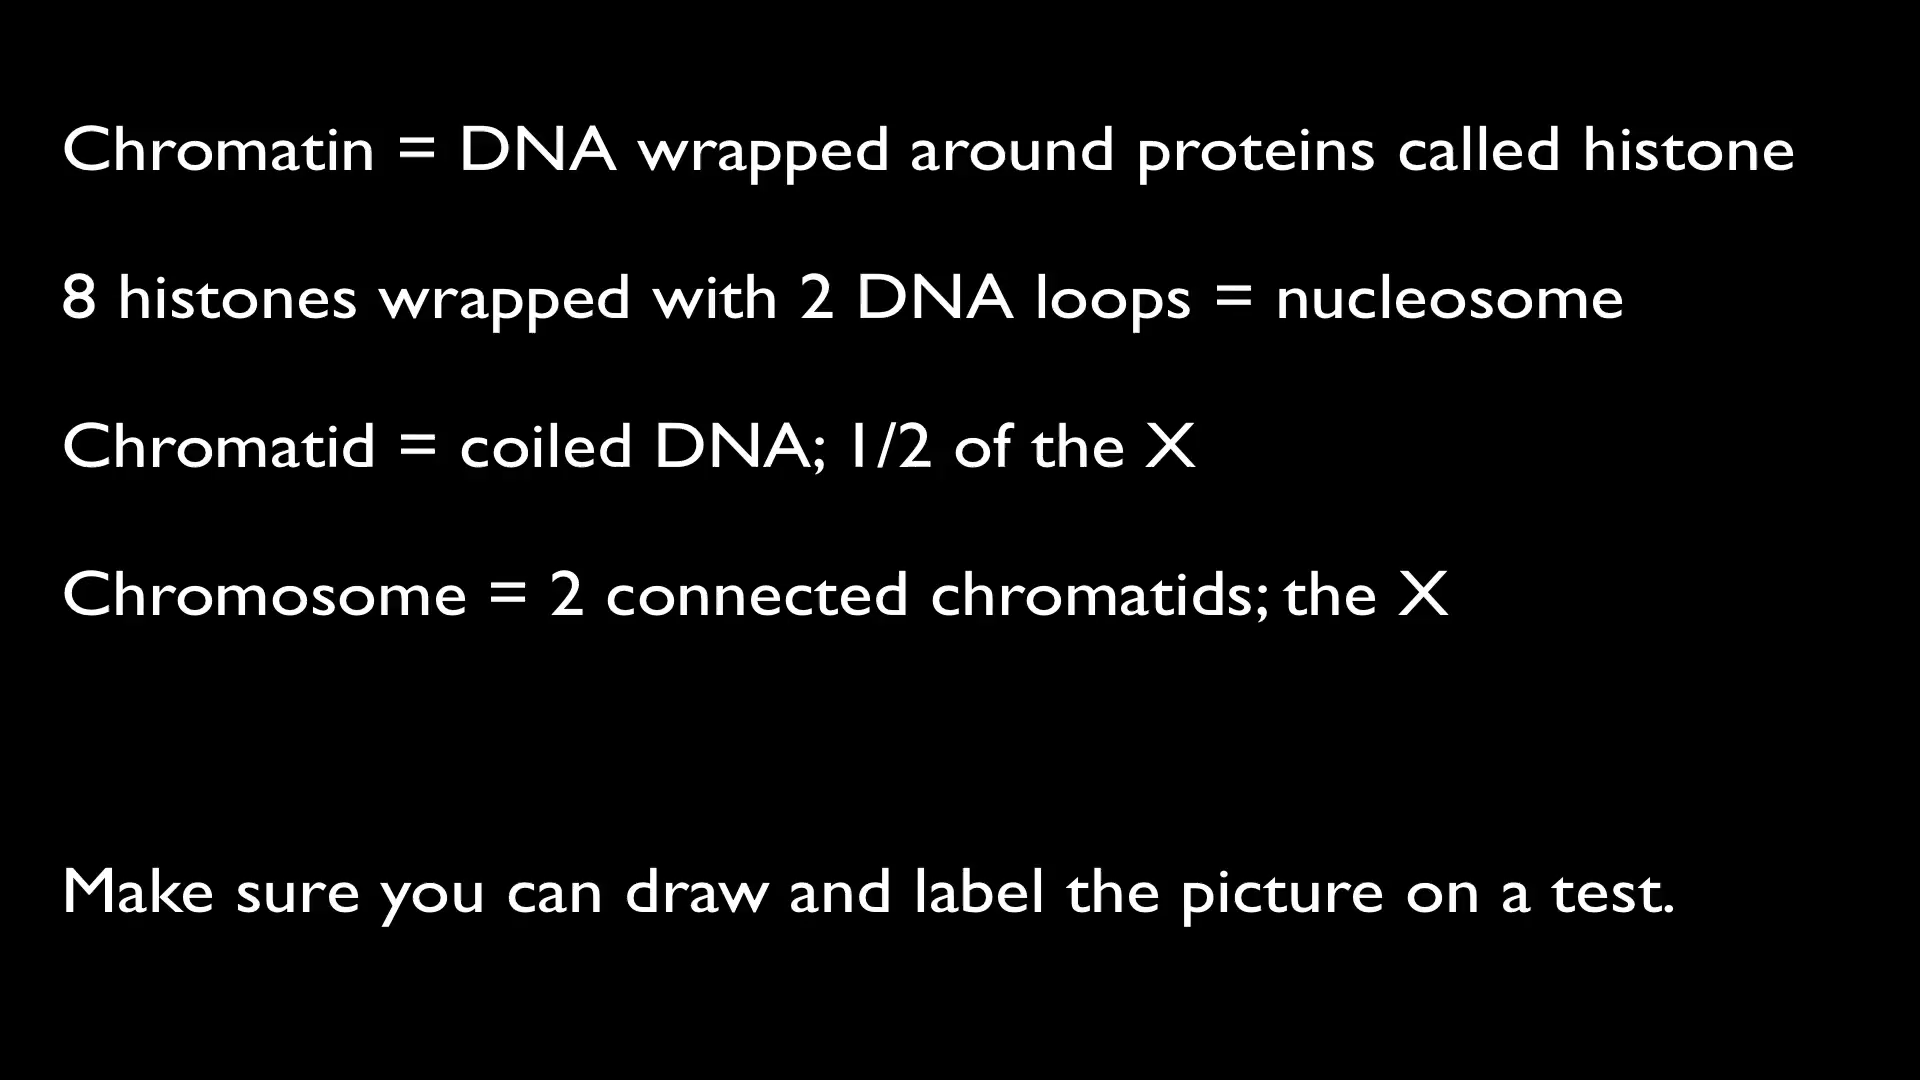 Chromatin = DNA wrapped around proteins called histone
8 histones wrapped with 2 DNA loops = nucleosome
Chromatid = coiled DNA; 1/2 of the X
Chromosome = 2 connected chromatids; the X
Make sure you can draw and label the picture on a test.